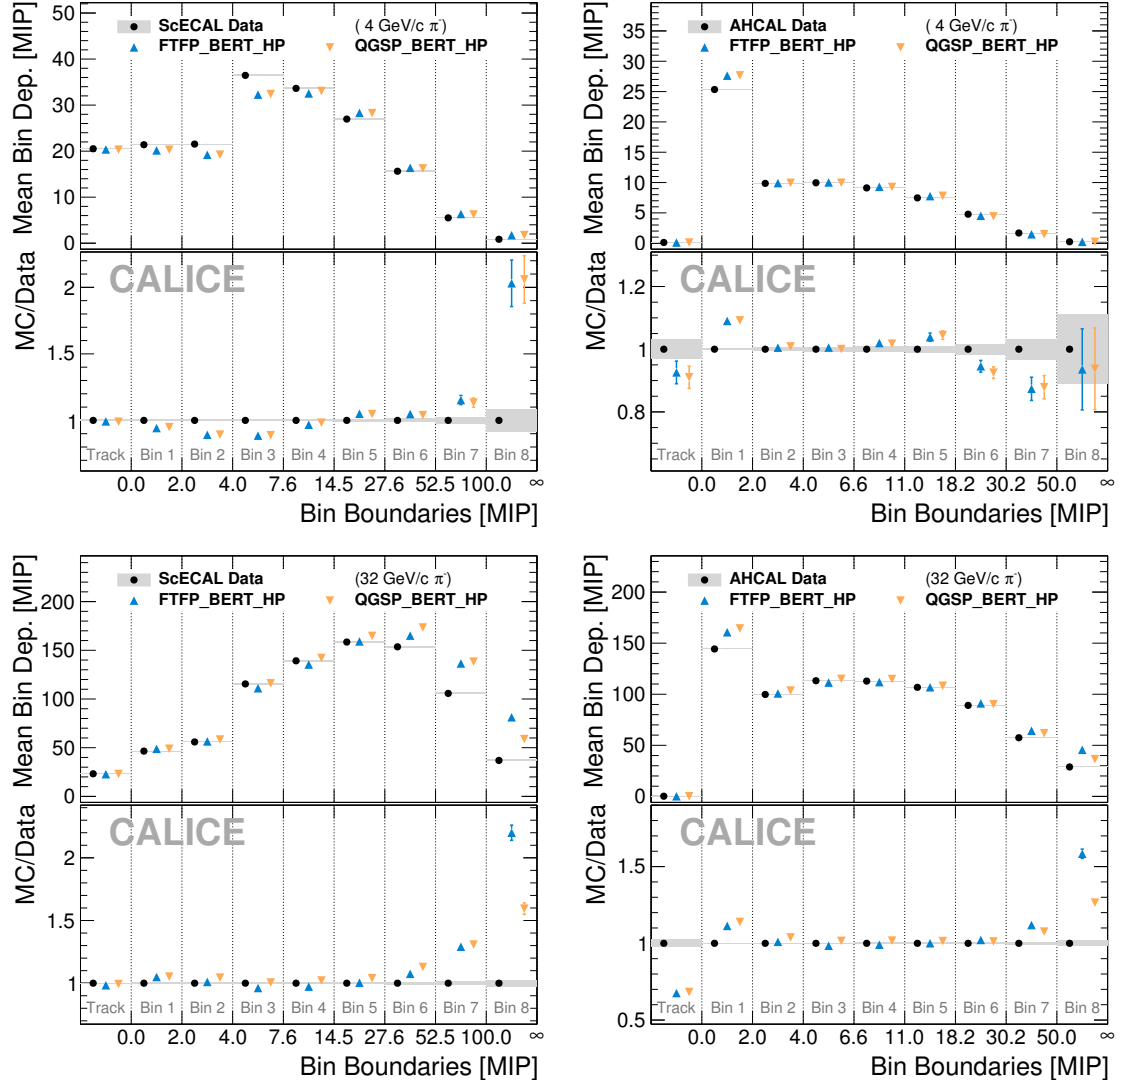 ScECAL Data ( 4 GeV/c π⁻)
FTFP_BERT_HP QGSP_BERT_HP
Mean Bin Dep. [MIP]
50
40
30
20
10
0
CALICE
MC/Data
2
1.5
1
Track Bin 1 Bin 2 Bin 3 Bin 4 Bin 5 Bin 6 Bin 7 Bin 8
0.0 2.0 4.0 7.6 14.5 27.6 52.5 100.0 ∞
Bin Boundaries [MIP]
AHCAL Data ( 4 GeV/c π⁻)
FTFP_BERT_HP QGSP_BERT_HP
Mean Bin Dep. [MIP]
35
30
25
20
15
10
5
0
CALICE
MC/Data
1.2
1
0.8
Track Bin 1 Bin 2 Bin 3 Bin 4 Bin 5 Bin 6 Bin 7 Bin 8
0.0 2.0 4.0 6.6 11.0 18.2 30.2 50.0 ∞
Bin Boundaries [MIP]
ScECAL Data (32 GeV/c π⁻)
FTFP_BERT_HP QGSP_BERT_HP
Mean Bin Dep. [MIP]
200
150
100
50
0
CALICE
MC/Data
2
1.5
1
Track Bin 1 Bin 2 Bin 3 Bin 4 Bin 5 Bin 6 Bin 7 Bin 8
0.0 2.0 4.0 7.6 14.5 27.6 52.5 100.0 ∞
Bin Boundaries [MIP]
AHCAL Data (32 GeV/c π⁻)
FTFP_BERT_HP QGSP_BERT_HP
Mean Bin Dep. [MIP]
200
150
100
50
0
CALICE
MC/Data
1.5
1
0.5
Track Bin 1 Bin 2 Bin 3 Bin 4 Bin 5 Bin 6 Bin 7 Bin 8
0.0 2.0 4.0 6.6 11.0 18.2 30.2 50.0 ∞
Bin Boundaries [MIP]